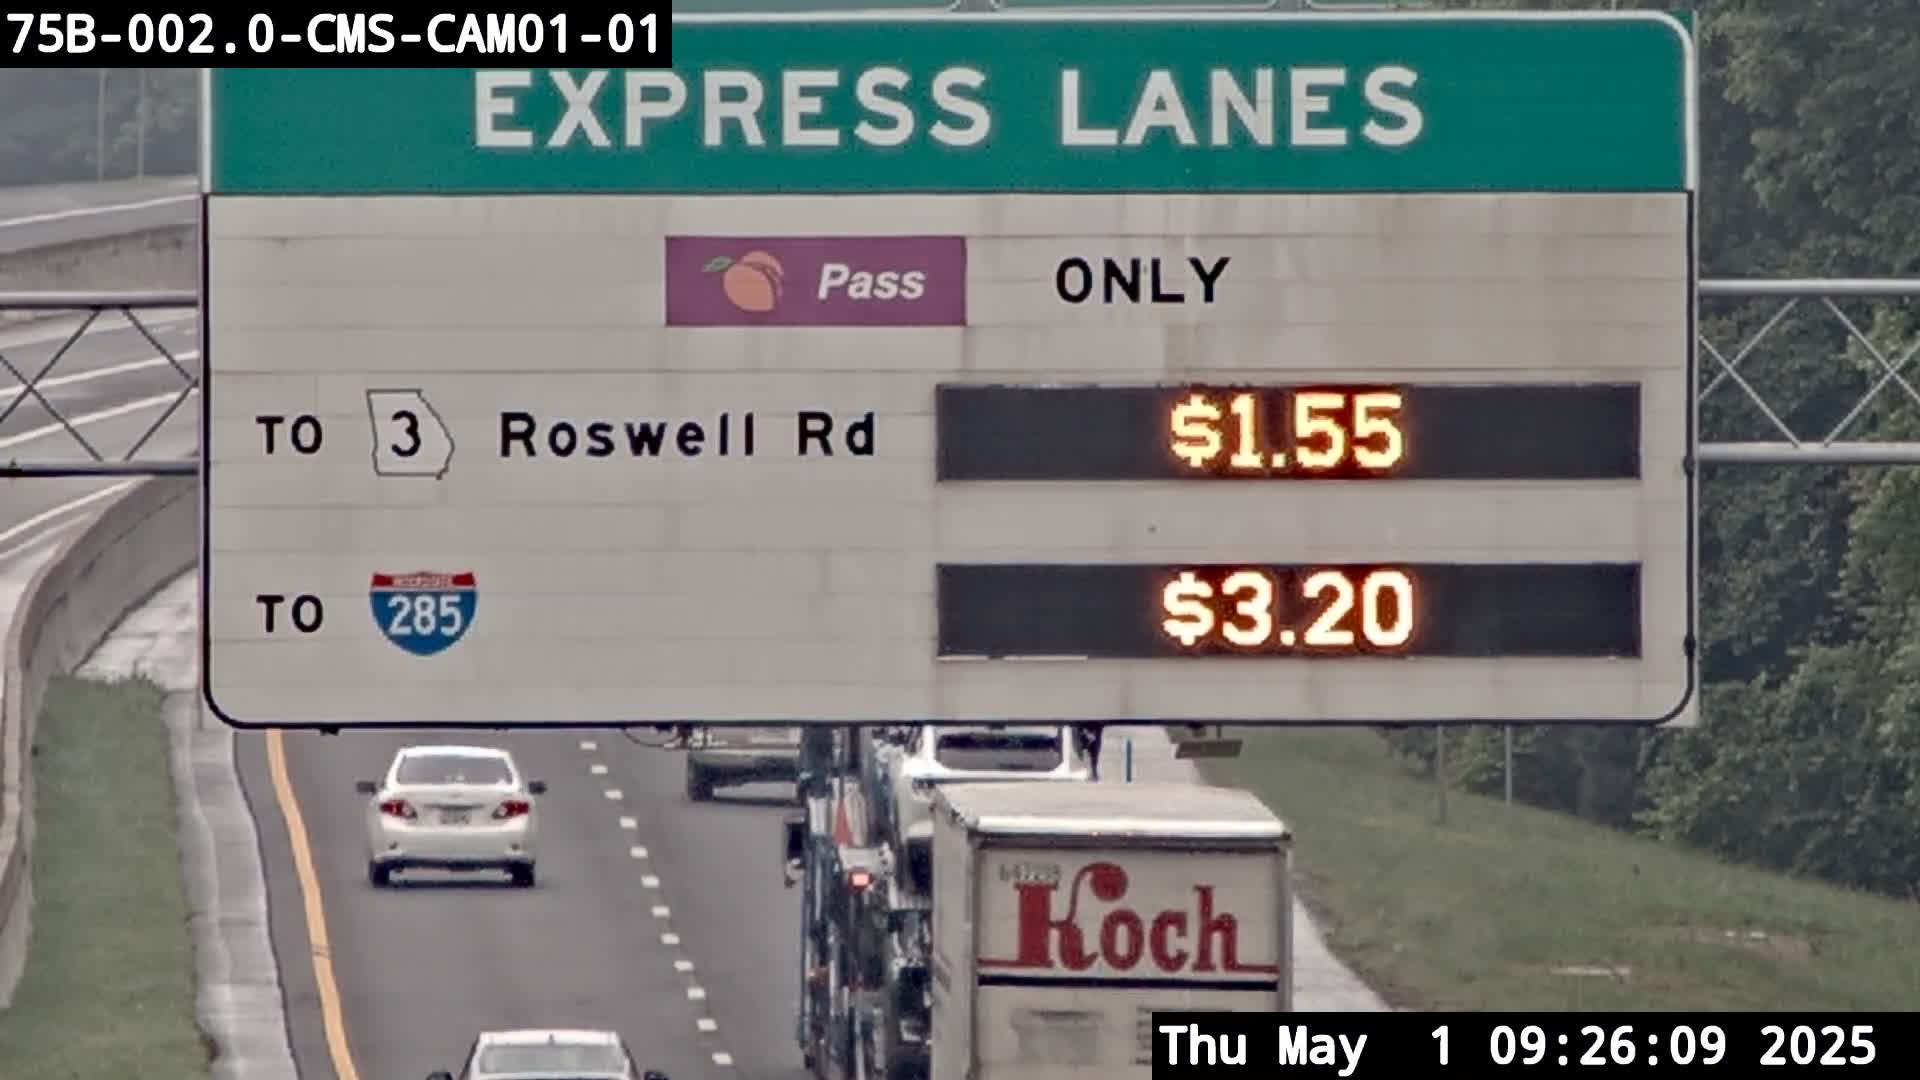 75B-002.0-CMS-CAM01-01
EXPRESS LANES
Pass ONLY
TO 3 Roswell Rd $1.55
TO INTERSTATE 285 $3.20
Koch
Thu May 1 09:26:09 2025